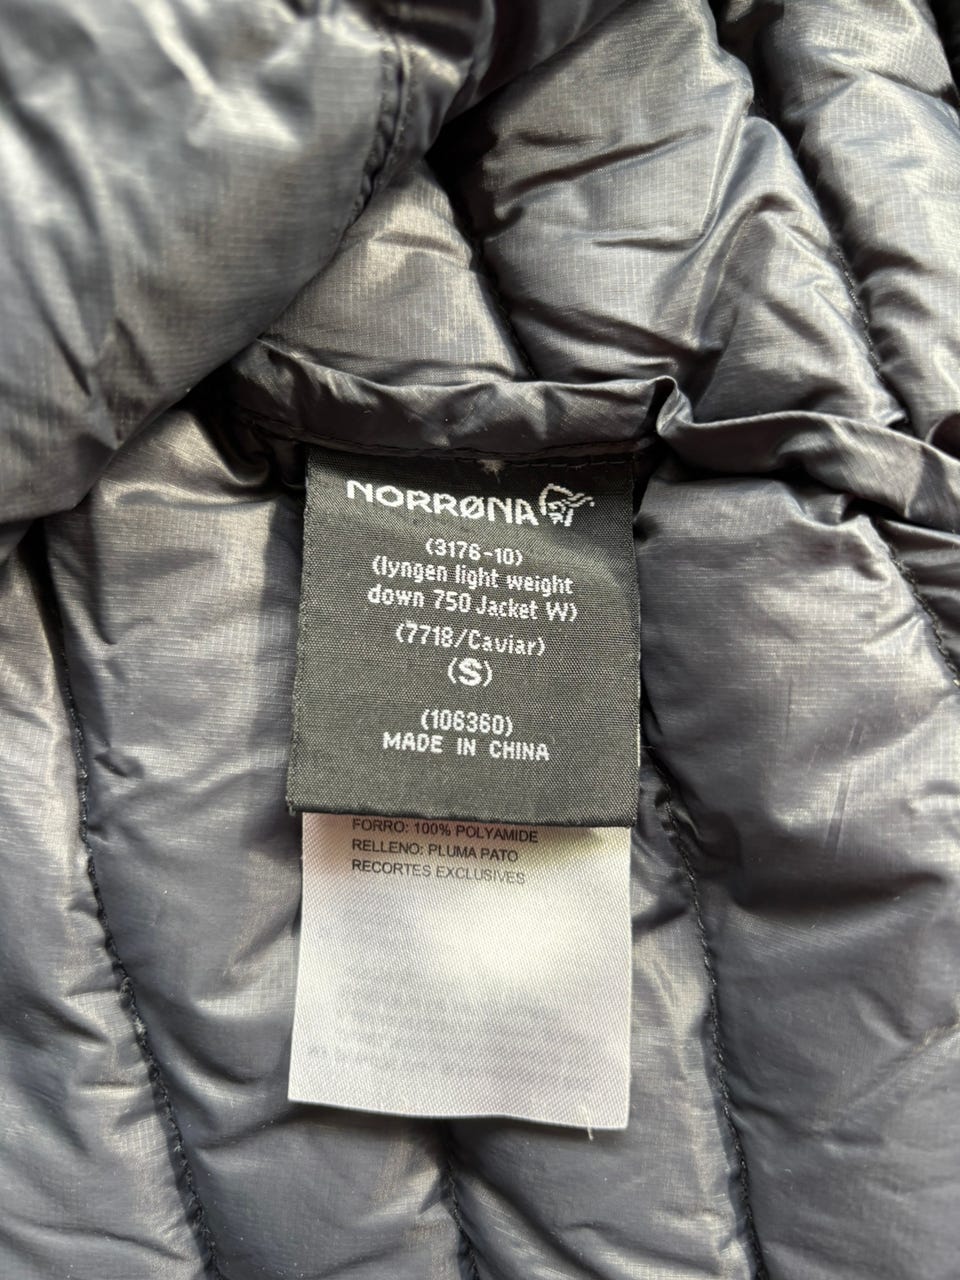 NORRØNA
(3176-10)
(lyngen light weight
down 750 Jacket W)
(7718/Caviar)
(S)
(106360)
MADE IN CHINA
FORRO: 100% POLYAMIDE
RELLENO: PLUMA PATO
RECORTES EXCLUSIVES